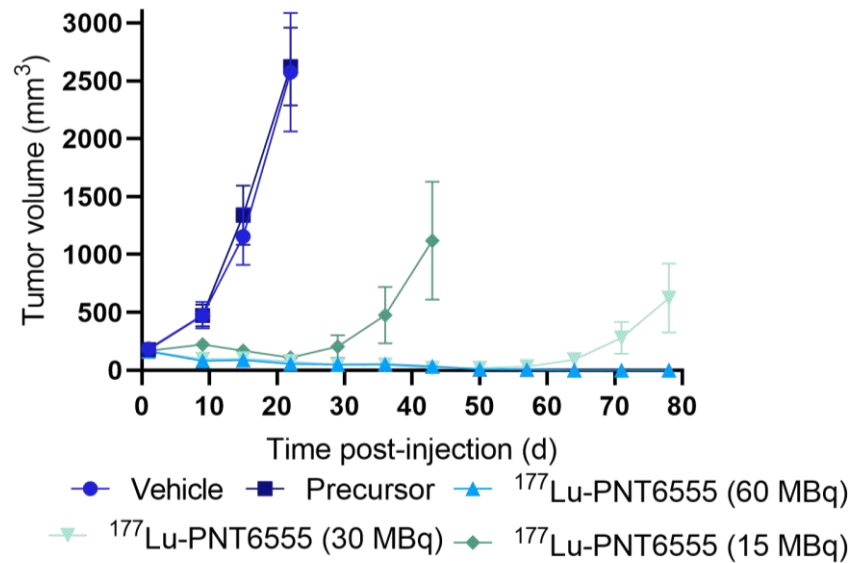 Tumor volume (mm³)
3000
2500
2000
1500
1000
500
0
0 10 20 30 40 50 60 70 80
Time post-injection (d)
Vehicle Precursor ¹⁷⁷Lu-PNT6555 (60 MBq)
¹⁷⁷Lu-PNT6555 (30 MBq) ¹⁷⁷Lu-PNT6555 (15 MBq)